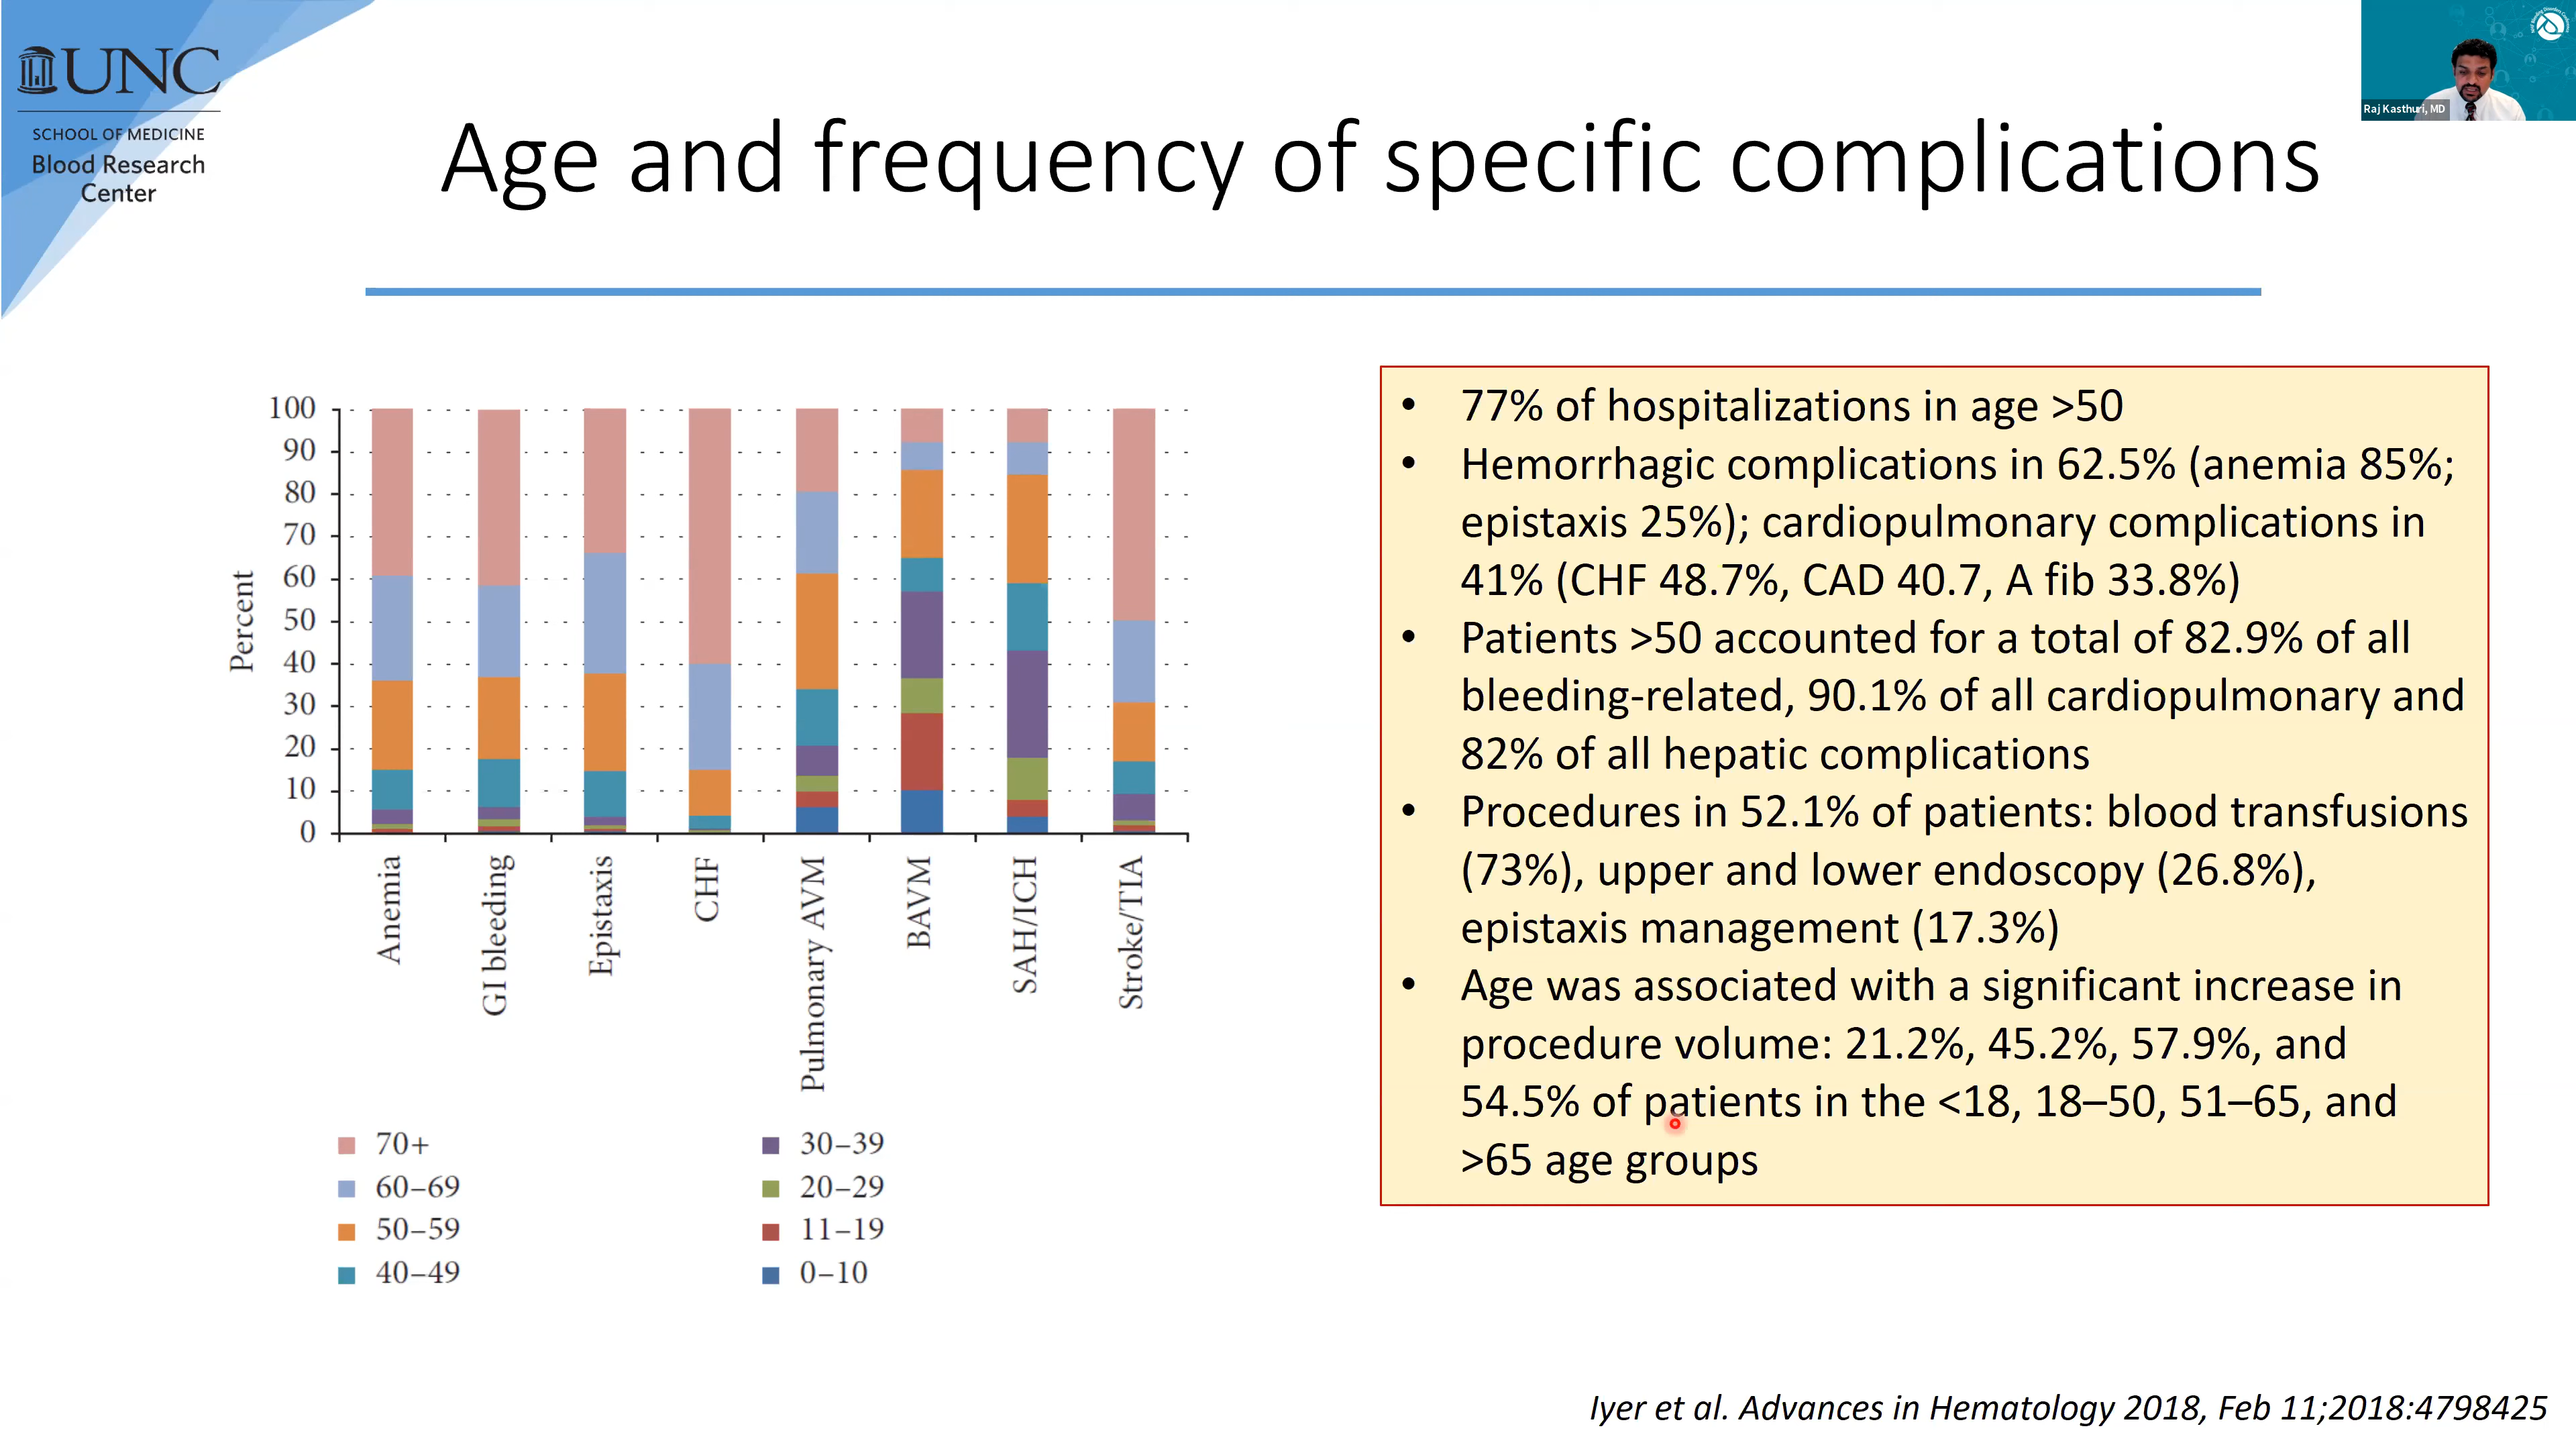 UNC
SCHOOL OF MEDICINE
Blood Research
Center
Raj Kasthuri, MD
Age and frequency of specific complications
100
90
80
70
60
50
40
30
20
10
0
Percent
Anemia
GI bleeding
Epistaxis
CHF
Pulmonary AVM
BAVM
SAH/ICH
Stroke/TIA
70+
60–69
50–59
40–49
30–39
20–29
11–19
0–10
• 77% of hospitalizations in age >50
• Hemorrhagic complications in 62.5% (anemia 85%;
epistaxis 25%); cardiopulmonary complications in
41% (CHF 48.7%, CAD 40.7, A fib 33.8%)
• Patients >50 accounted for a total of 82.9% of all
bleeding-related, 90.1% of all cardiopulmonary and
82% of all hepatic complications
• Procedures in 52.1% of patients: blood transfusions
(73%), upper and lower endoscopy (26.8%),
epistaxis management (17.3%)
• Age was associated with a significant increase in
procedure volume: 21.2%, 45.2%, 57.9%, and
54.5% of patients in the <18, 18–50, 51–65, and
>65 age groups
Iyer et al. Advances in Hematology 2018, Feb 11;2018:4798425